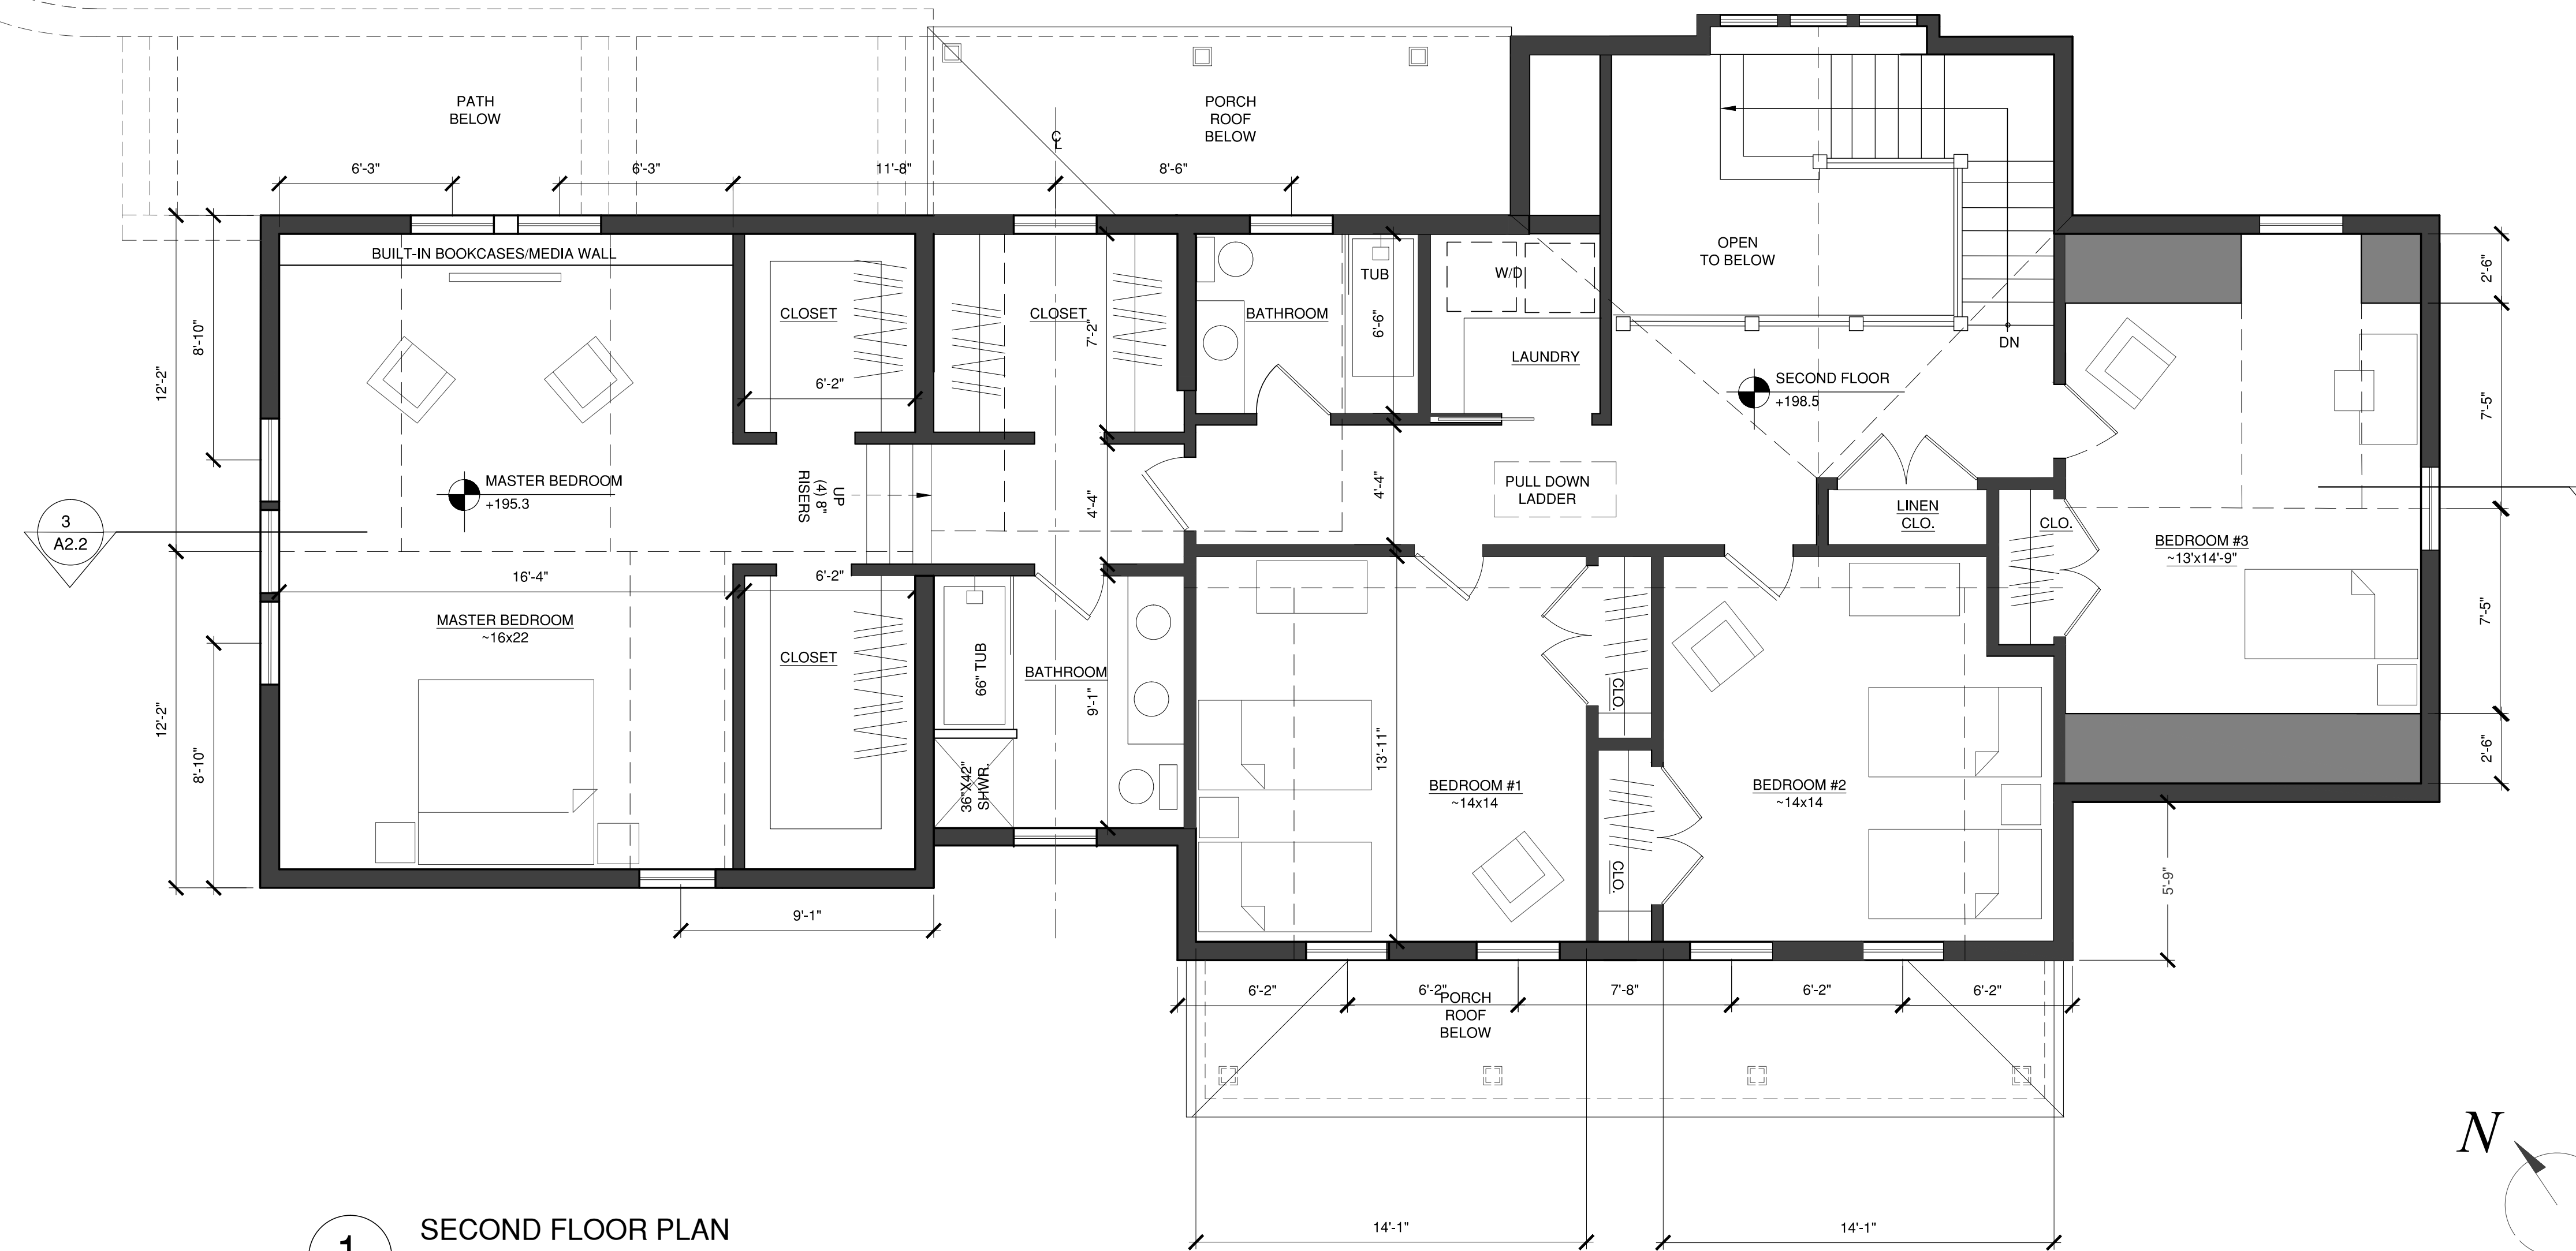 PATH
BELOW
PORCH
ROOF
BELOW
CL
6'-3"
6'-3"
11'-8"
8'-6"
BUILT-IN BOOKCASES/MEDIA WALL
W/D
TUB
OPEN
TO BELOW
2'-6"
CLOSET
CLOSET
BATHROOM
7'-2"
6'-6"
8'-10"
12'-2"
LAUNDRY
DN
6'-2"
SECOND FLOOR
+198.5
7'-5"
MASTER BEDROOM
+195.3
UP
(4) 8"
RISERS
4'-4"
4'-4"
PULL DOWN
LADDER
LINEN
CLO.
CLO.
3
A2.2
BEDROOM #3
~13'x14'-9"
16'-4"
6'-2"
MASTER BEDROOM
~16x22
7'-5"
CLOSET
66" TUB
BATHROOM
9'-1"
CLO.
12'-2"
8'-10"
13'-11"
2'-6"
36"X42"
SHWR.
BEDROOM #1
~14x14
BEDROOM #2
~14x14
CLO.
5'-9"
9'-1"
6'-2"
6'-2"
7'-8"
6'-2"
6'-2"
PORCH
ROOF
BELOW
N
14'-1"
14'-1"
1
SECOND FLOOR PLAN